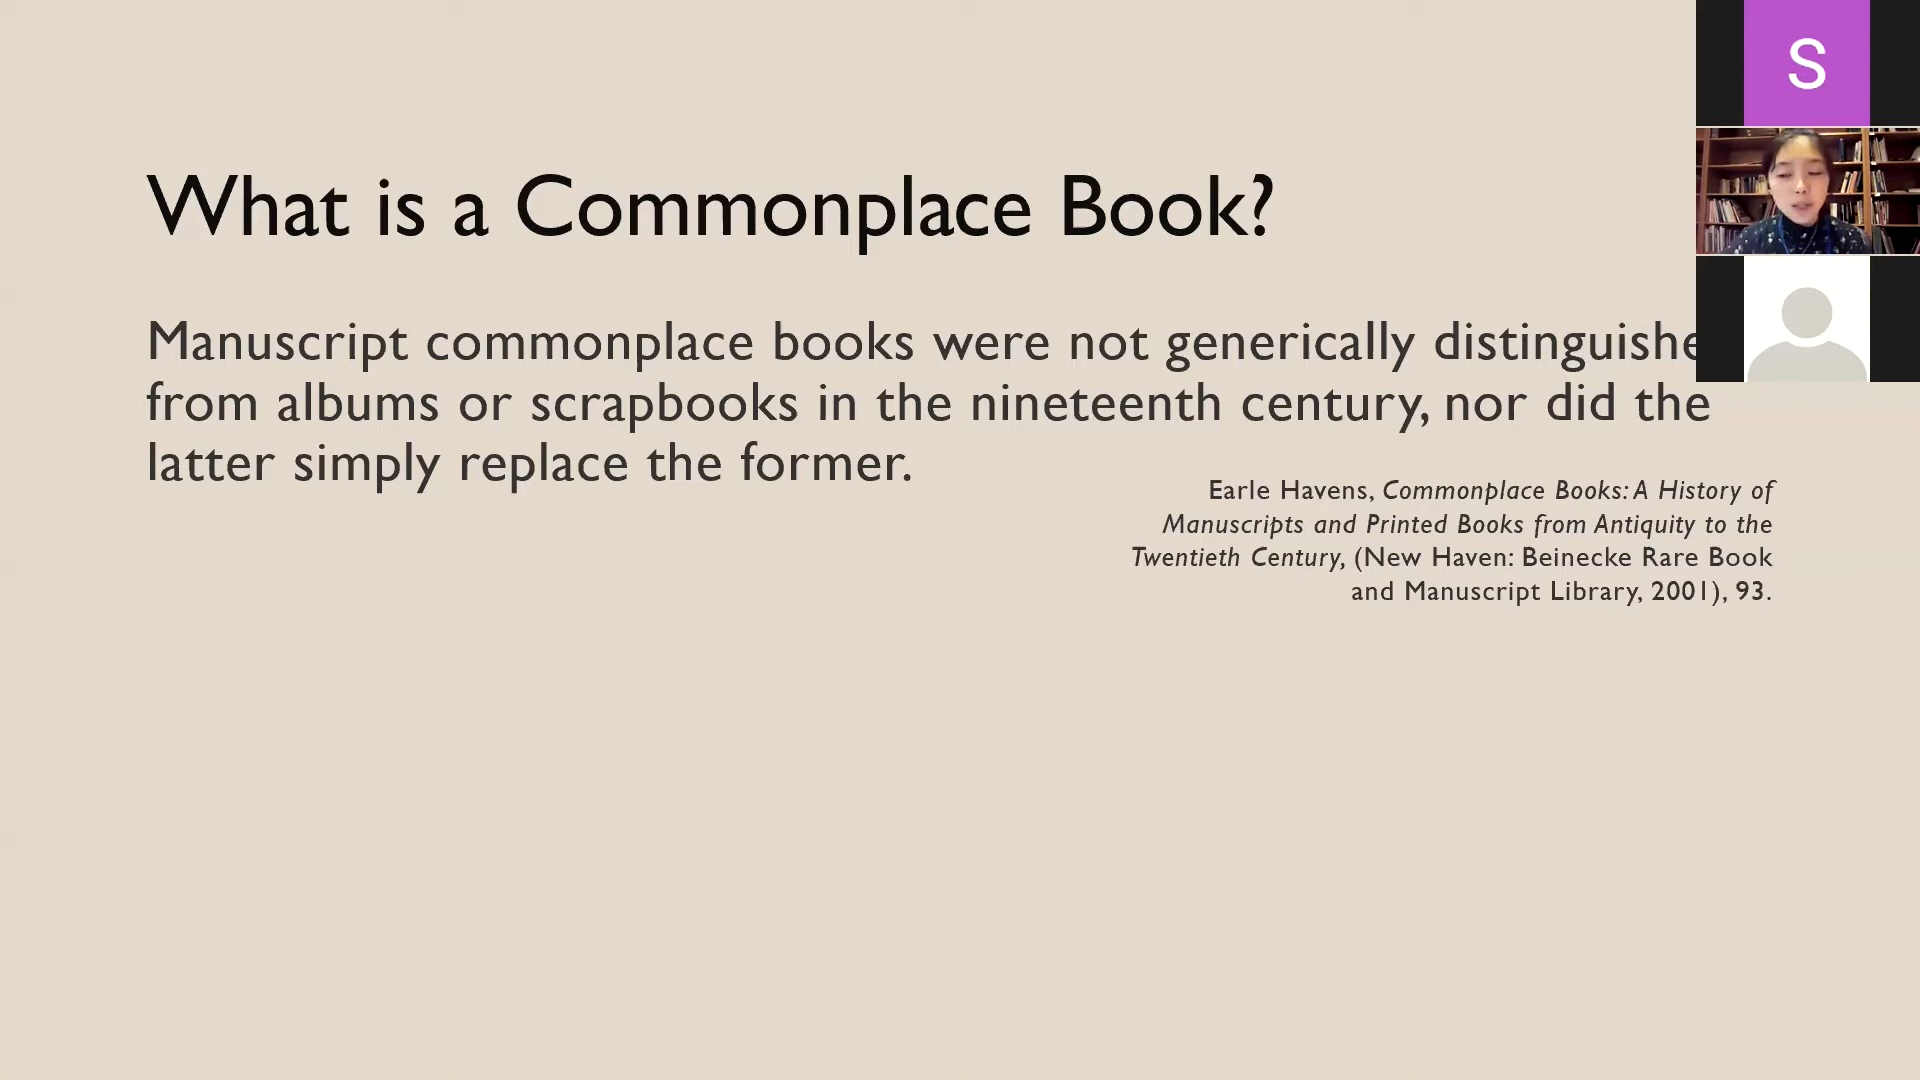 What is a Commonplace Book?
Manuscript commonplace books were not generically
from albums or scrapbooks in the nineteenth century, nor did the
latter simply replace the former.
Earle Havens, Commonplace Books: A History of
Manuscripts and Printed Books from Antiquity to the
Twentieth Century, (New Haven: Beinecke Rare Book
and Manuscript Library, 2001), 93.
S